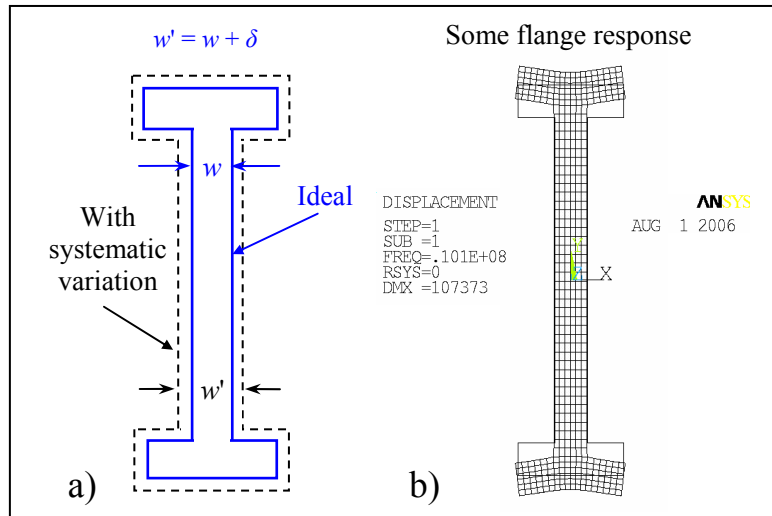 w' = w + δ
Some flange response
w
Ideal
With
systematic
variation
w'
a)
DISPLACEMENT
STEP=1
SUB =1
FREQ=.101E+08
RSYS=0
DMX =107373
ANSYS
AUG 1 2006
Y
Z
X
b)